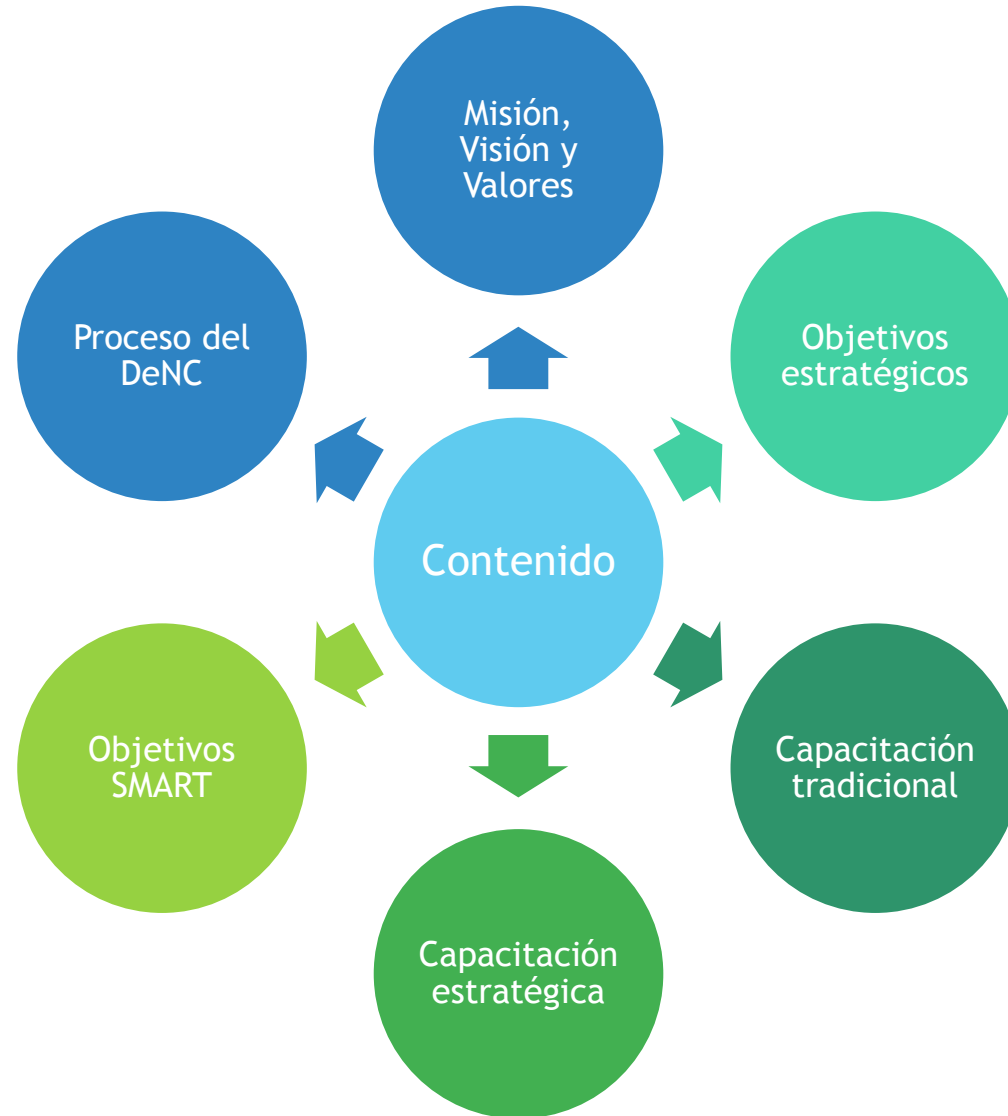 Misión,
Visión y
Valores
Proceso del
DeNC
Objetivos
estratégicos
Contenido
Objetivos
SMART
Capacitación
tradicional
Capacitación
estratégica